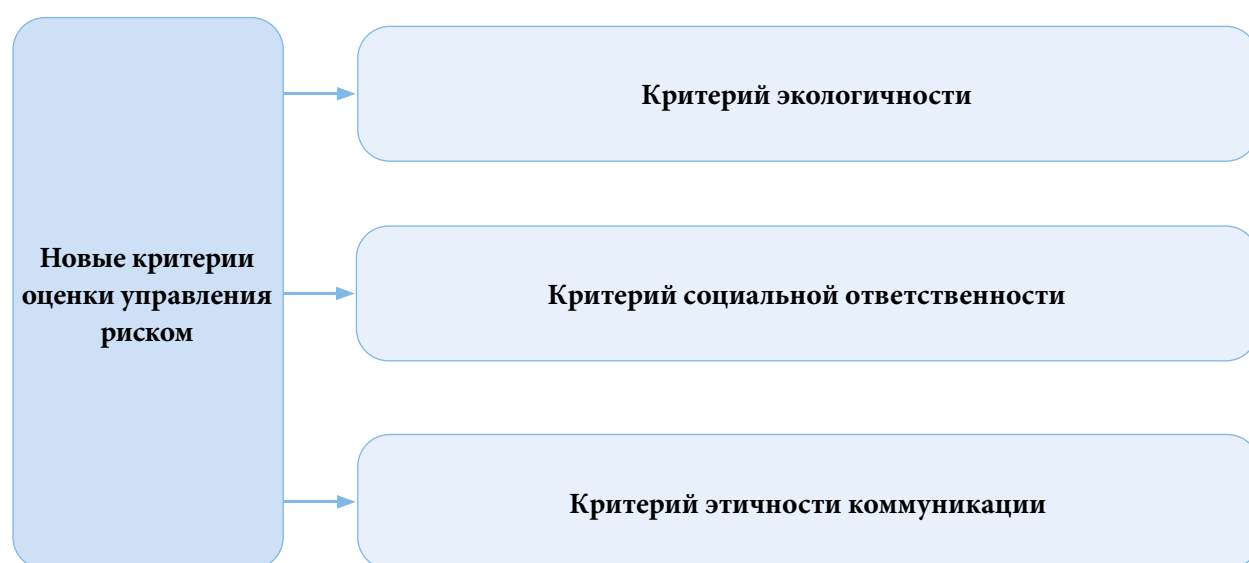 Новые критерии
оценки управления
риском
Критерий экологичности
Критерий социальной ответственности
Критерий этичности коммуникации